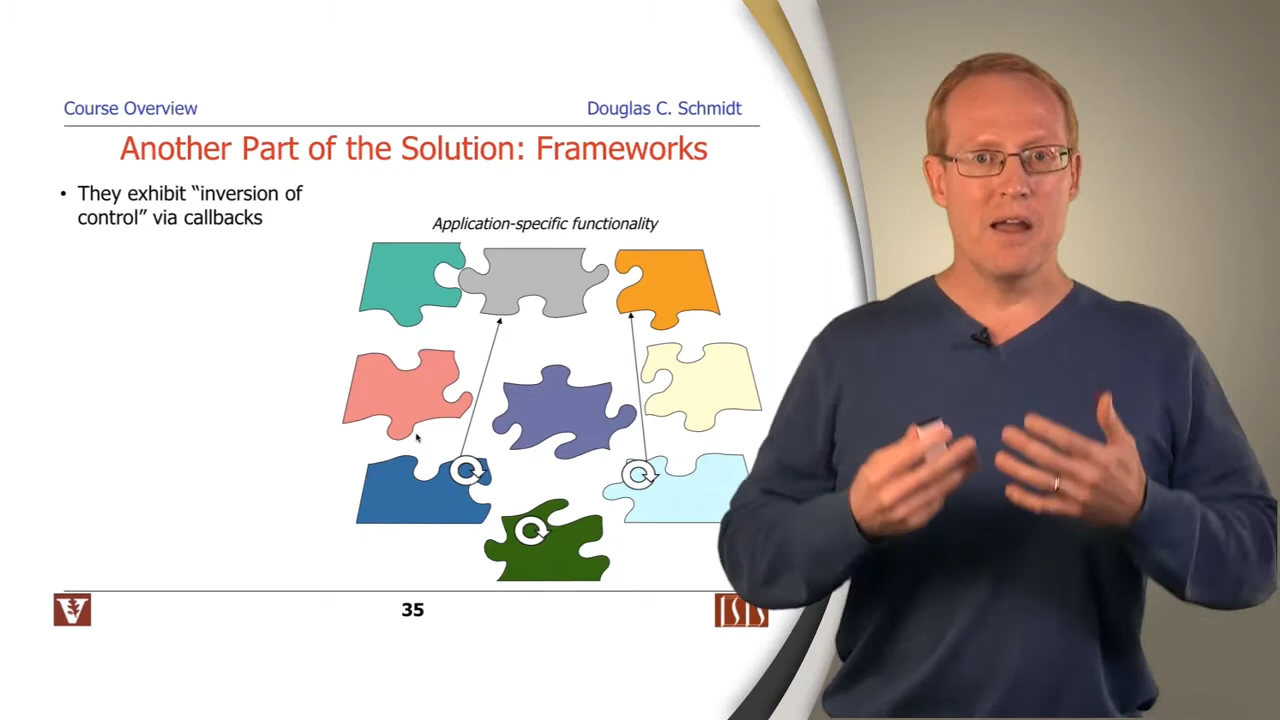 Course Overview
Douglas C. Schmidt
Another Part of the Solution: Frameworks
• They exhibit “inversion of
control” via callbacks
Application-specific functionality
35
V
ISIS